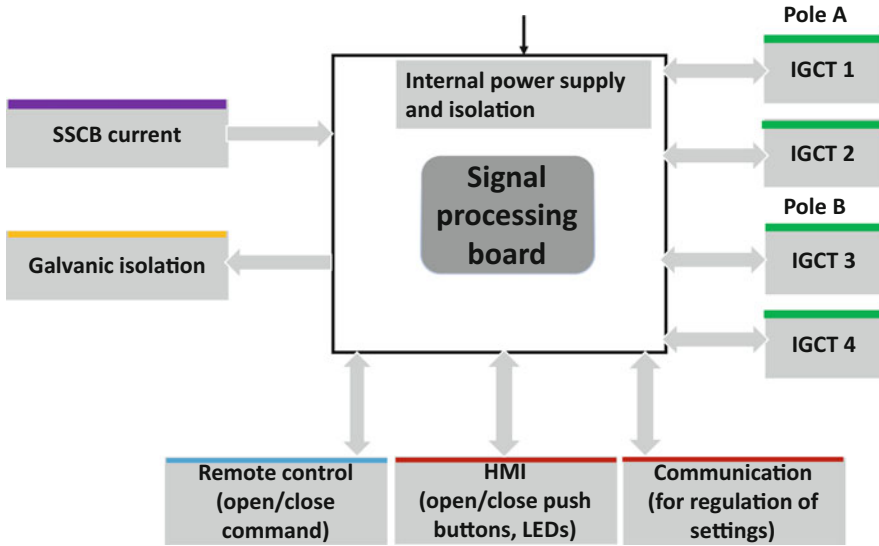 Pole A
IGCT 1
Internal power supply
and isolation
SSCB current
IGCT 2
Signal
processing
board
Pole B
Galvanic isolation
IGCT 3
IGCT 4
Remote control
(open/close
command)
HMI
(open/close push
buttons, LEDs)
Communication
(for regulation of
settings)